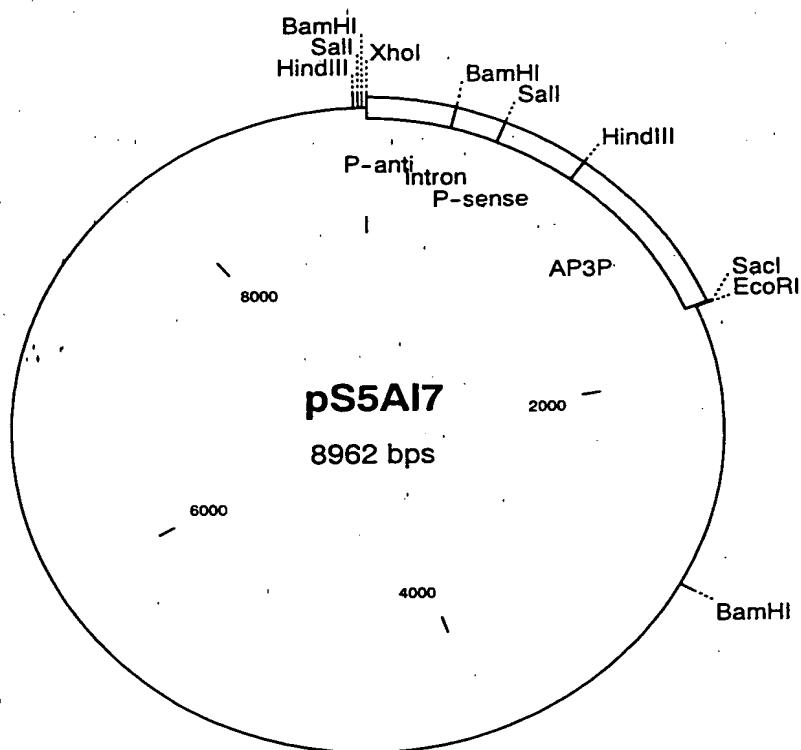 BamHI
SalI
XhoI
HindIII
BamHI
SalI
HindIII
P-anti
Intron
P-sense
AP3P
SacI
EcoRI
8000
pS5AI7
2000
8962 bps
6000
4000
BamHI